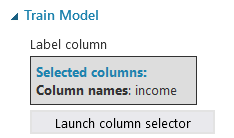 Train Model
Label column
Selected columns:
Column names: income
Launch column selector